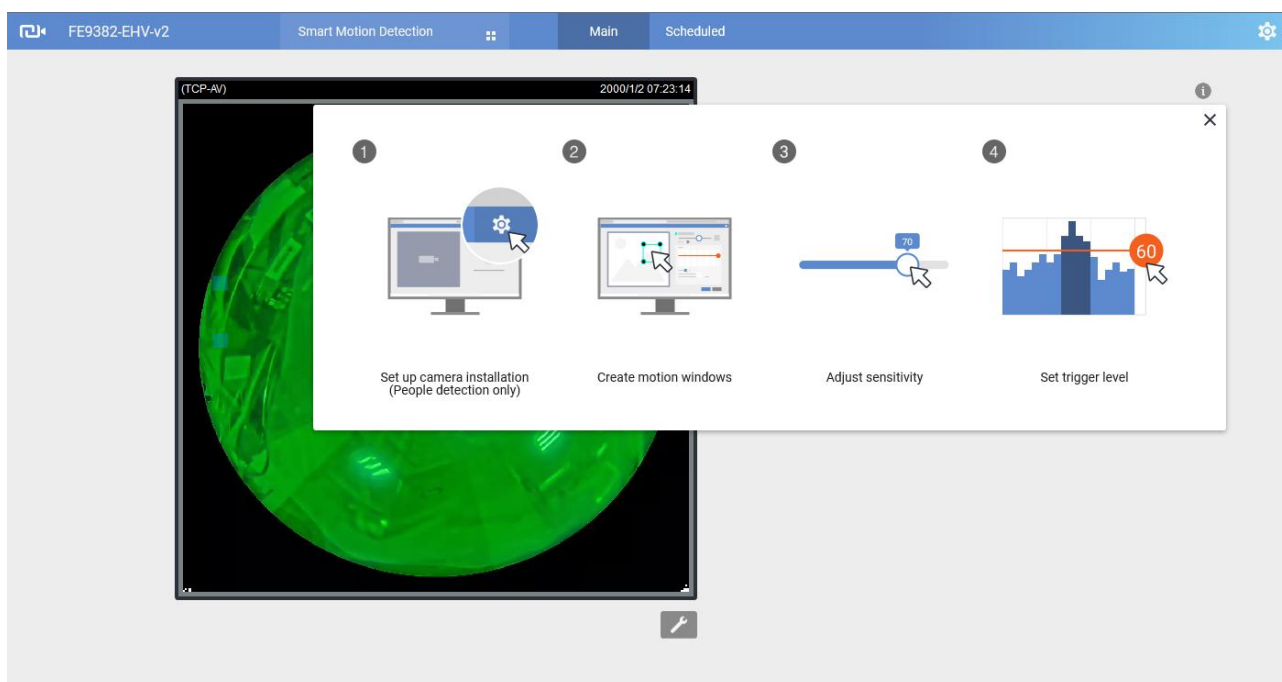 FE9382-EHV-v2
Smart Motion Detection
Main
Scheduled
(TCP-AV)
2000/1/2 07:23:14
1
2
3
4
70
60
Set up camera installation
(People detection only)
Create motion windows
Adjust sensitivity
Set trigger level